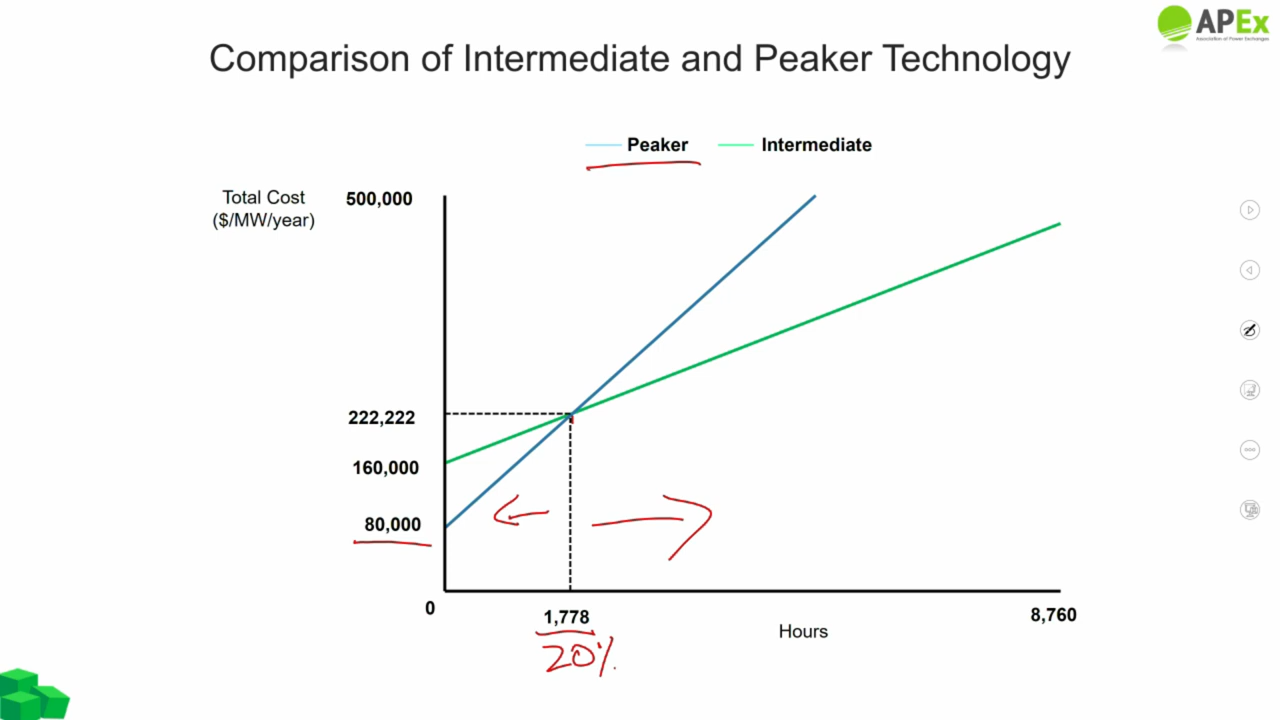 APEx
Association of Power Exchanges
Comparison of Intermediate and Peaker Technology
Peaker Intermediate
Total Cost
($/MW/year)
500,000
222,222
160,000
80,000
0
1,778
8,760
Hours
20%